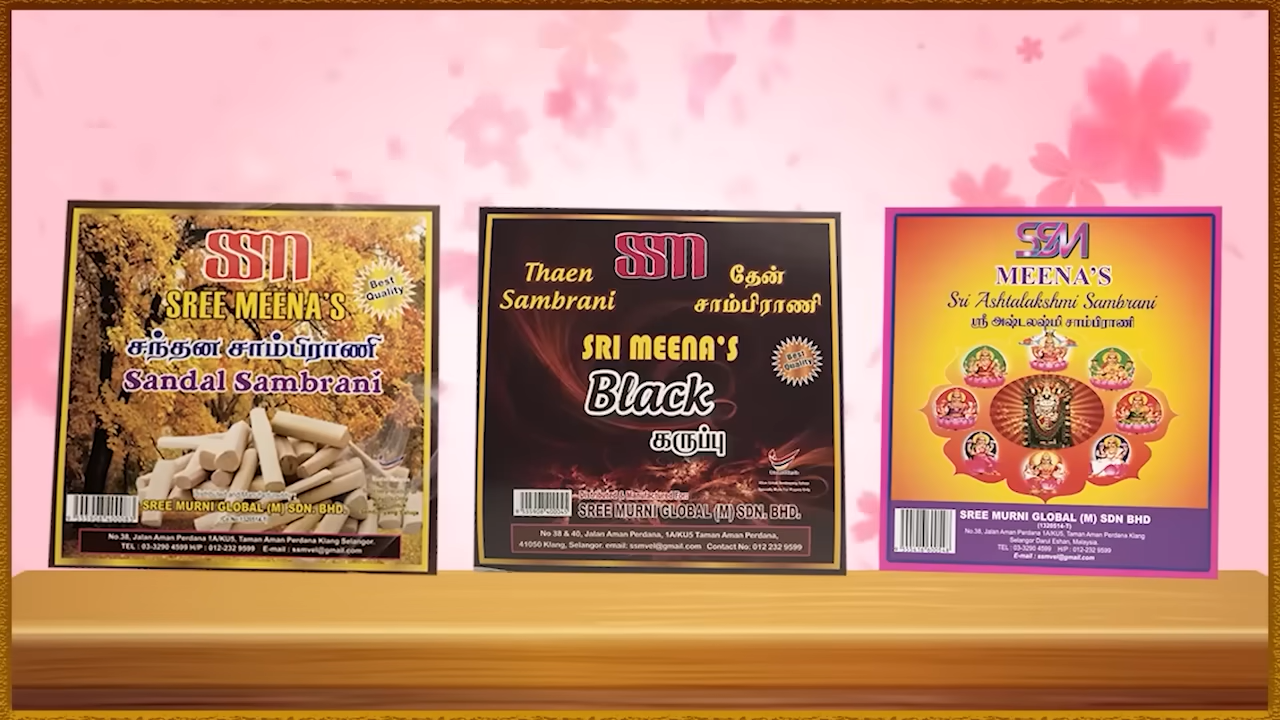 SSM
SREE MEENA'S
Best
Quality
சந்தன சாம்பிராணி
Sandal Sambrani
SREE MURNI GLOBAL (M) SDN. BHD.
No.38, Jalan Aman Perdana 1A/KU5, Taman Aman Perdana Klang Selangor.
TEL : 03-3290 4599 H/P : 012-232 9599 E-mail : ssmvel@gmail.com
SSM
Thaen
Sambrani
தேன்
சாம்பிராணி
SRI MEENA'S
Best
Quality
Black
கருப்பு
Distributed & Manufactured For:
SREE MURNI GLOBAL (M) SDN. BHD.
No.38 & 40, Jalan Aman Perdana, 1A/KU5 Taman Aman Perdana,
41050 Klang, Selangor. email: ssmvel@gmail.com Contact No: 012 232 9599
SSM
MEENA'S
Sri Ashtalakshmi Sambrani
ஸ்ரீ அஷ்டலஷ்மி சாம்பிராணி
SREE MURNI GLOBAL (M) SDN BHD
(1320514-T)
No.38, Jalan Aman Perdana 1A/KU5, Taman Aman Perdana Klang
Selangor Darul Eshan, Malaysia.
TEL : 03-3290 4599 H/P : 012-232 9599
E-mail : ssmvel@gmail.com